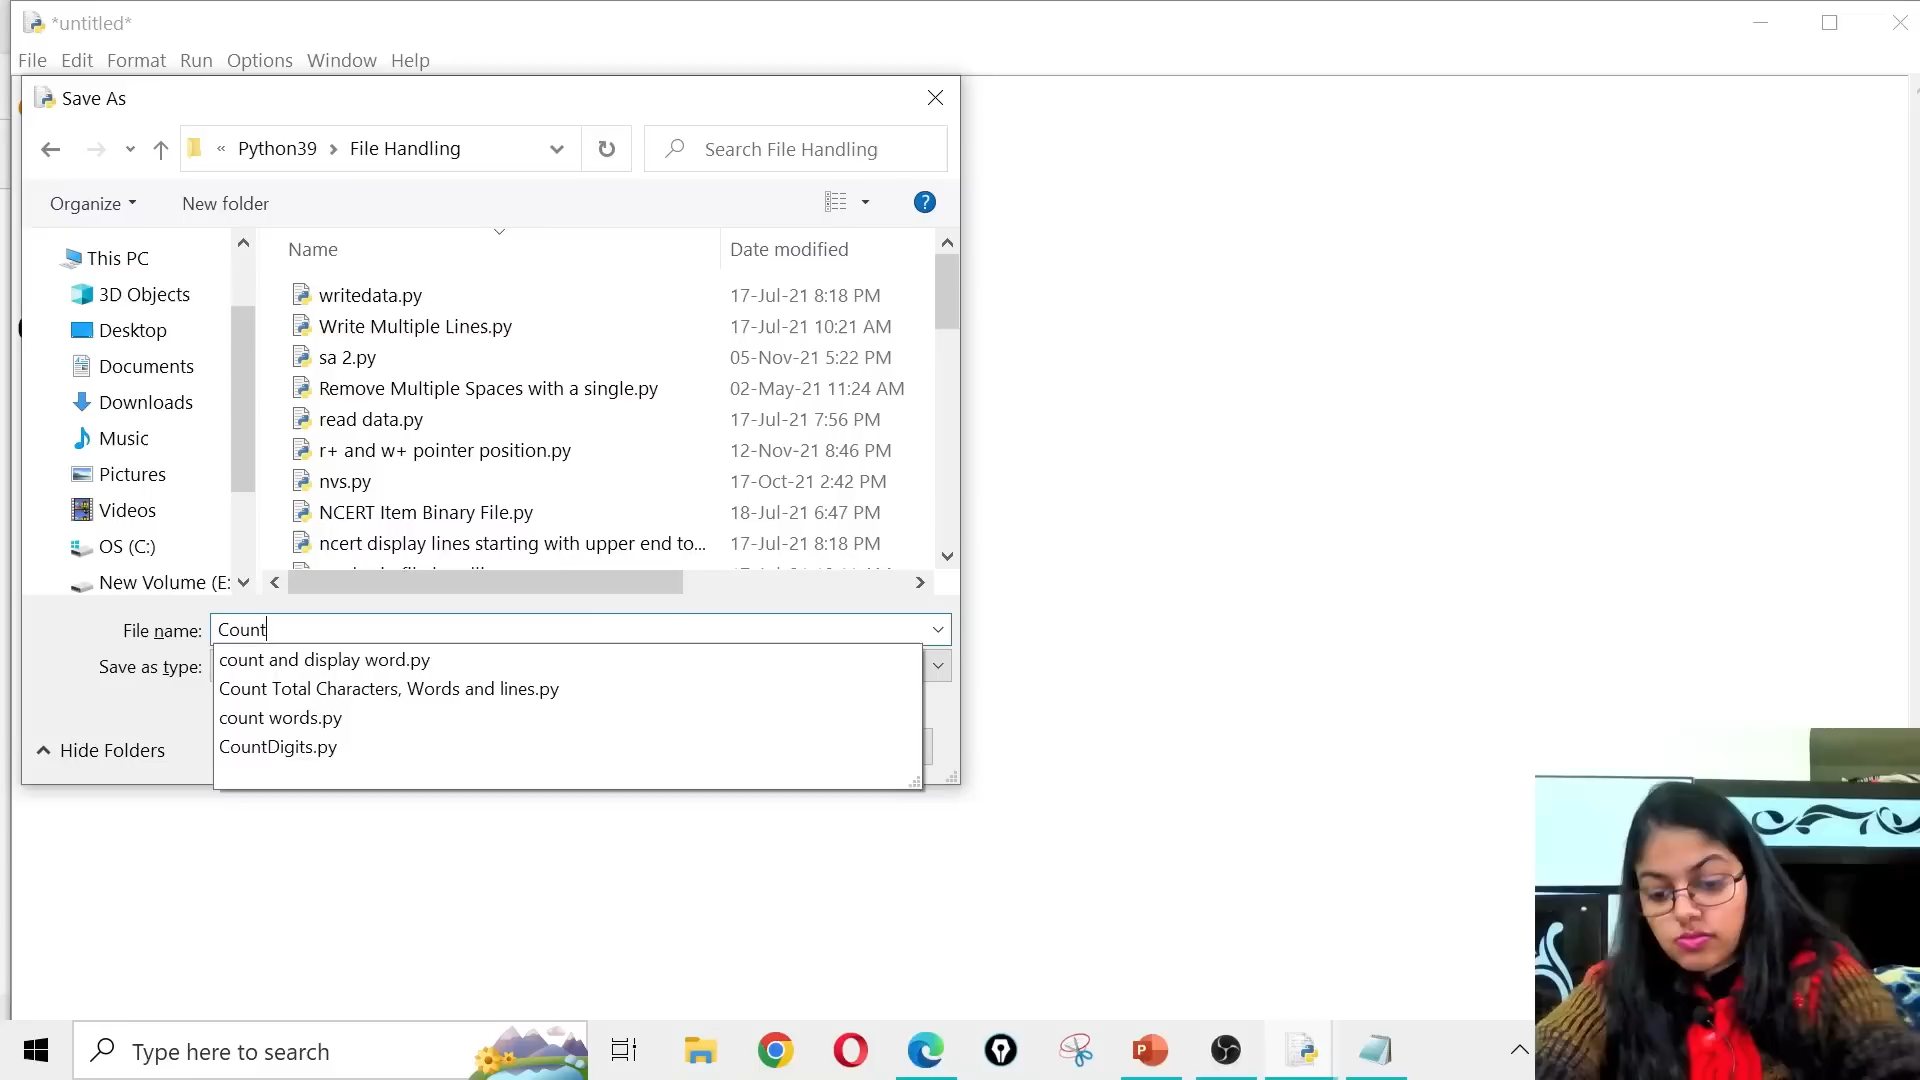 *untitled*
File Edit Format Run Options Window Help
Save As
« Python39 > File Handling
Search File Handling
Organize
New folder
?
Name
Date modified
This PC
3D Objects
Desktop
Documents
Downloads
Music
Pictures
Videos
OS (C:)
New Volume (E:
writedata.py 17-Jul-21 8:18 PM
Write Multiple Lines.py 17-Jul-21 10:21 AM
sa 2.py 05-Nov-21 5:22 PM
Remove Multiple Spaces with a single.py 02-May-21 11:24 AM
read data.py 17-Jul-21 7:56 PM
r+ and w+ pointer position.py 12-Nov-21 8:46 PM
nvs.py 17-Oct-21 2:42 PM
NCERT Item Binary File.py 18-Jul-21 6:47 PM
ncert display lines starting with upper end to... 17-Jul-21 8:18 PM
File name: Count
Save as type:
count and display word.py
Count Total Characters, Words and lines.py
count words.py
CountDigits.py
Hide Folders
Type here to search
P